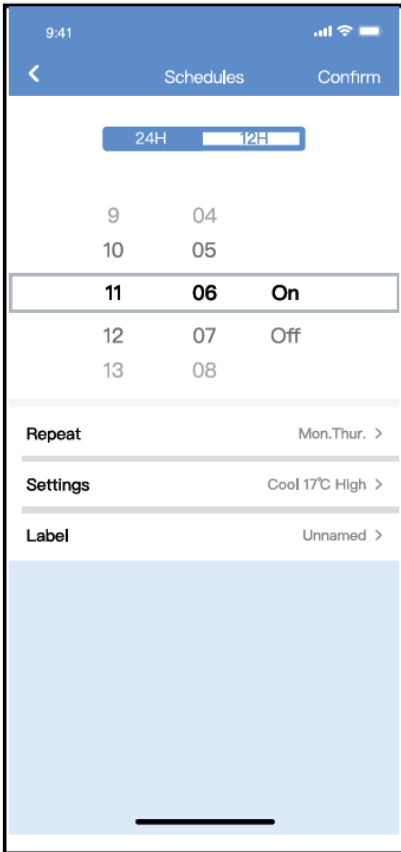 9:41
Schedules Confirm
24H 12H
9 04
10 05
11 06 On
12 07 Off
13 08
Repeat Mon.Thur. >
Settings Cool 17℃ High >
Label Unnamed >